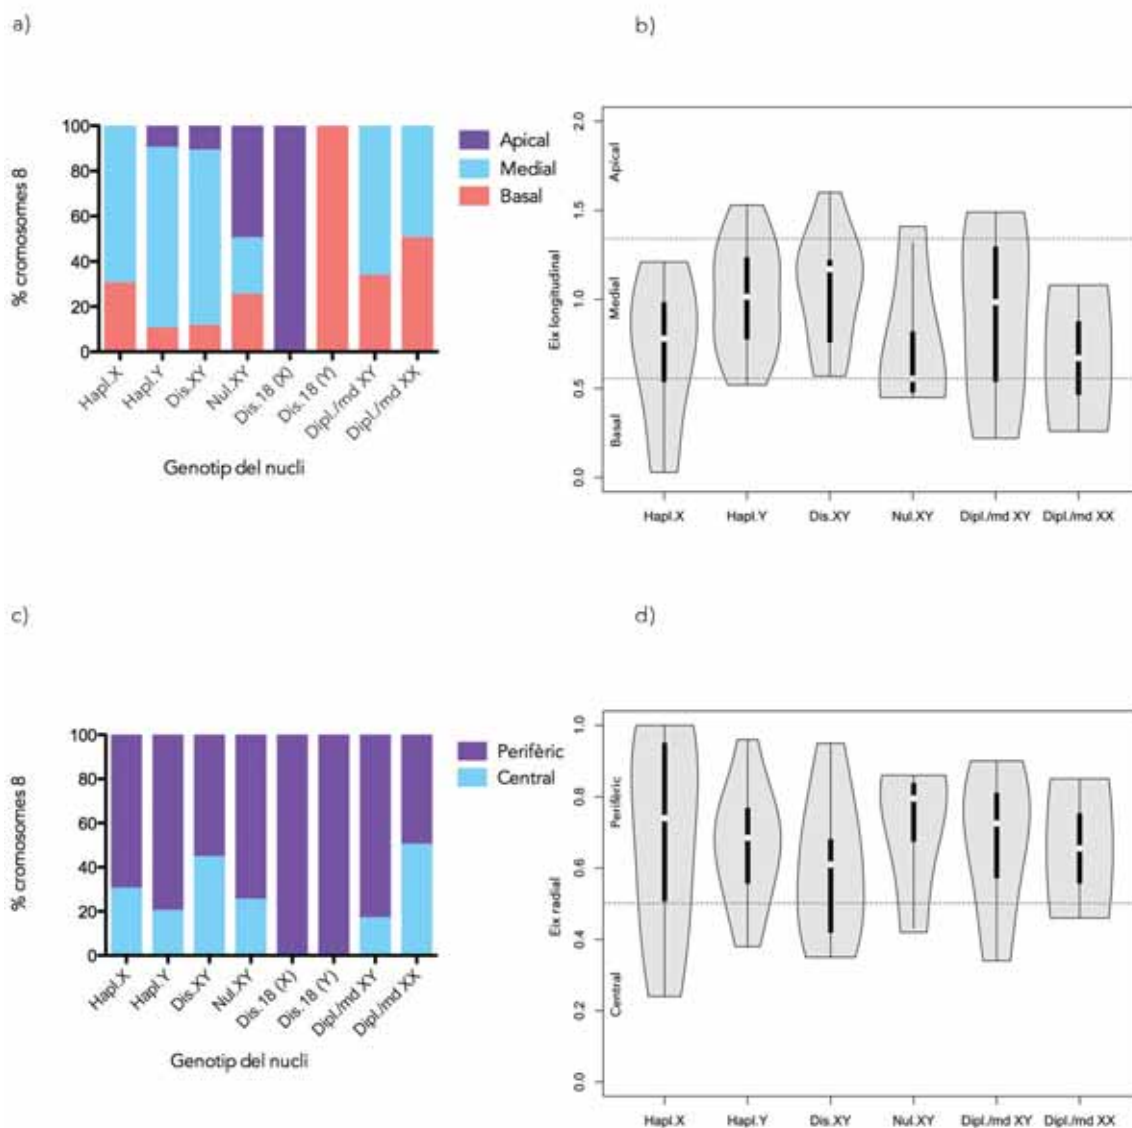 a)
% cromosomes 8
100
80
60
40
20
0
Hapl.X
Hapl.Y
Dis.XY
Nul.XY
Dis.18 (X)
Dis.18 (Y)
Dipl./md XY
Dipl./md XX
Genotip del nucli
Apical
Medial
Basal
b)
Eix longitudinal
Apical
Medial
Basal
2.0
1.5
1.0
0.5
0.0
Hapl.X
Hapl.Y
Dis.XY
Nul.XY
Dipl./md XY
Dipl./md XX
c)
% cromosomes 8
100
80
60
40
20
0
Hapl.X
Hapl.Y
Dis.XY
Nul.XY
Dis.18 (X)
Dis.18 (Y)
Dipl./md XY
Dipl./md XX
Genotip del nucli
Perifèric
Central
d)
Eix radial
Perifèric
Central
1.0
0.8
0.6
0.4
0.2
0.0
Hapl.X
Hapl.Y
Dis.XY
Nul.XY
Dipl./md XY
Dipl./md XX